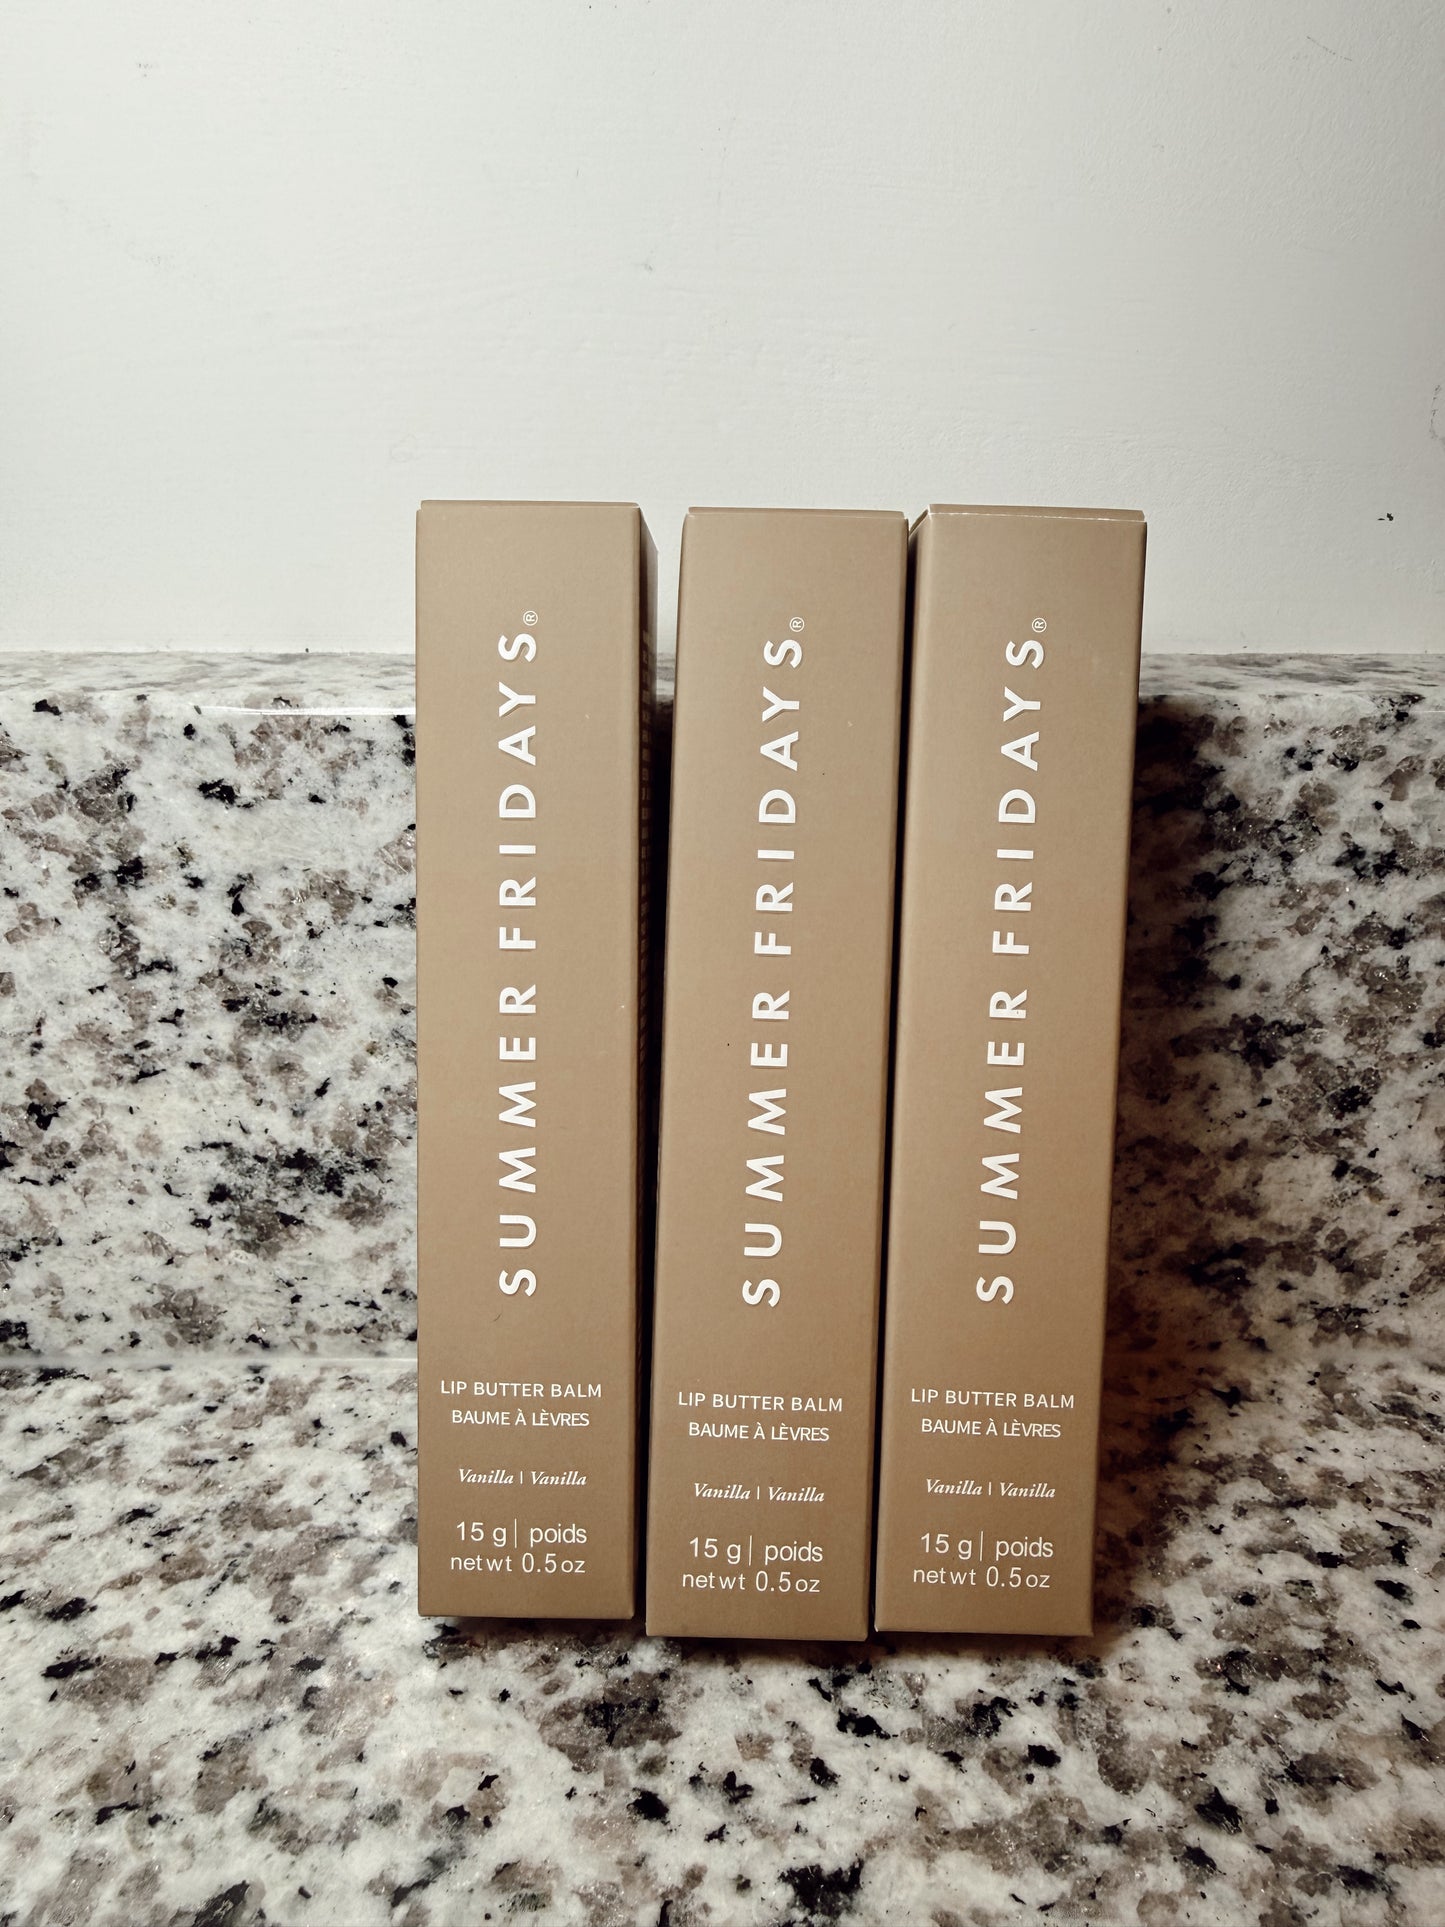 SUMMER FRIDAYS®
LIP BUTTER BALM
BAUME À LÈVRES
Vanilla | Vanilla
15 g | poids
net wt 0.5 oz
SUMMER FRIDAYS®
LIP BUTTER BALM
BAUME À LÈVRES
Vanilla | Vanilla
15 g | poids
net wt 0.5 oz
SUMMER FRIDAYS®
LIP BUTTER BALM
BAUME À LÈVRES
Vanilla | Vanilla
15 g | poids
net wt 0.5 oz